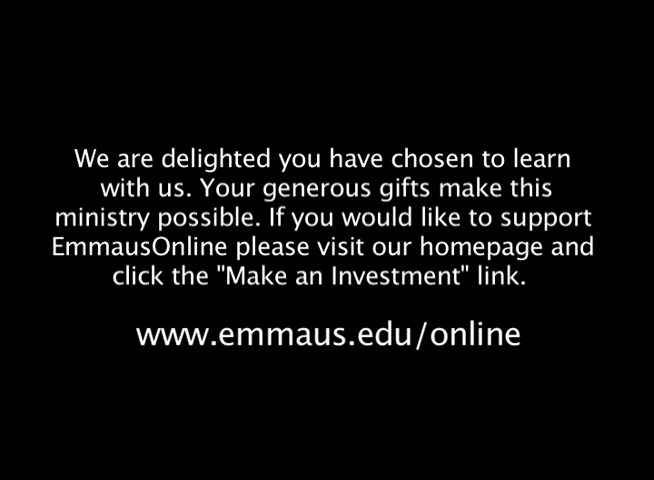 We are delighted you have chosen to learn
with us. Your generous gifts make this
ministry possible. If you would like to support
EmmausOnline please visit our homepage and
click the "Make an Investment" link.
www.emmaus.edu/online